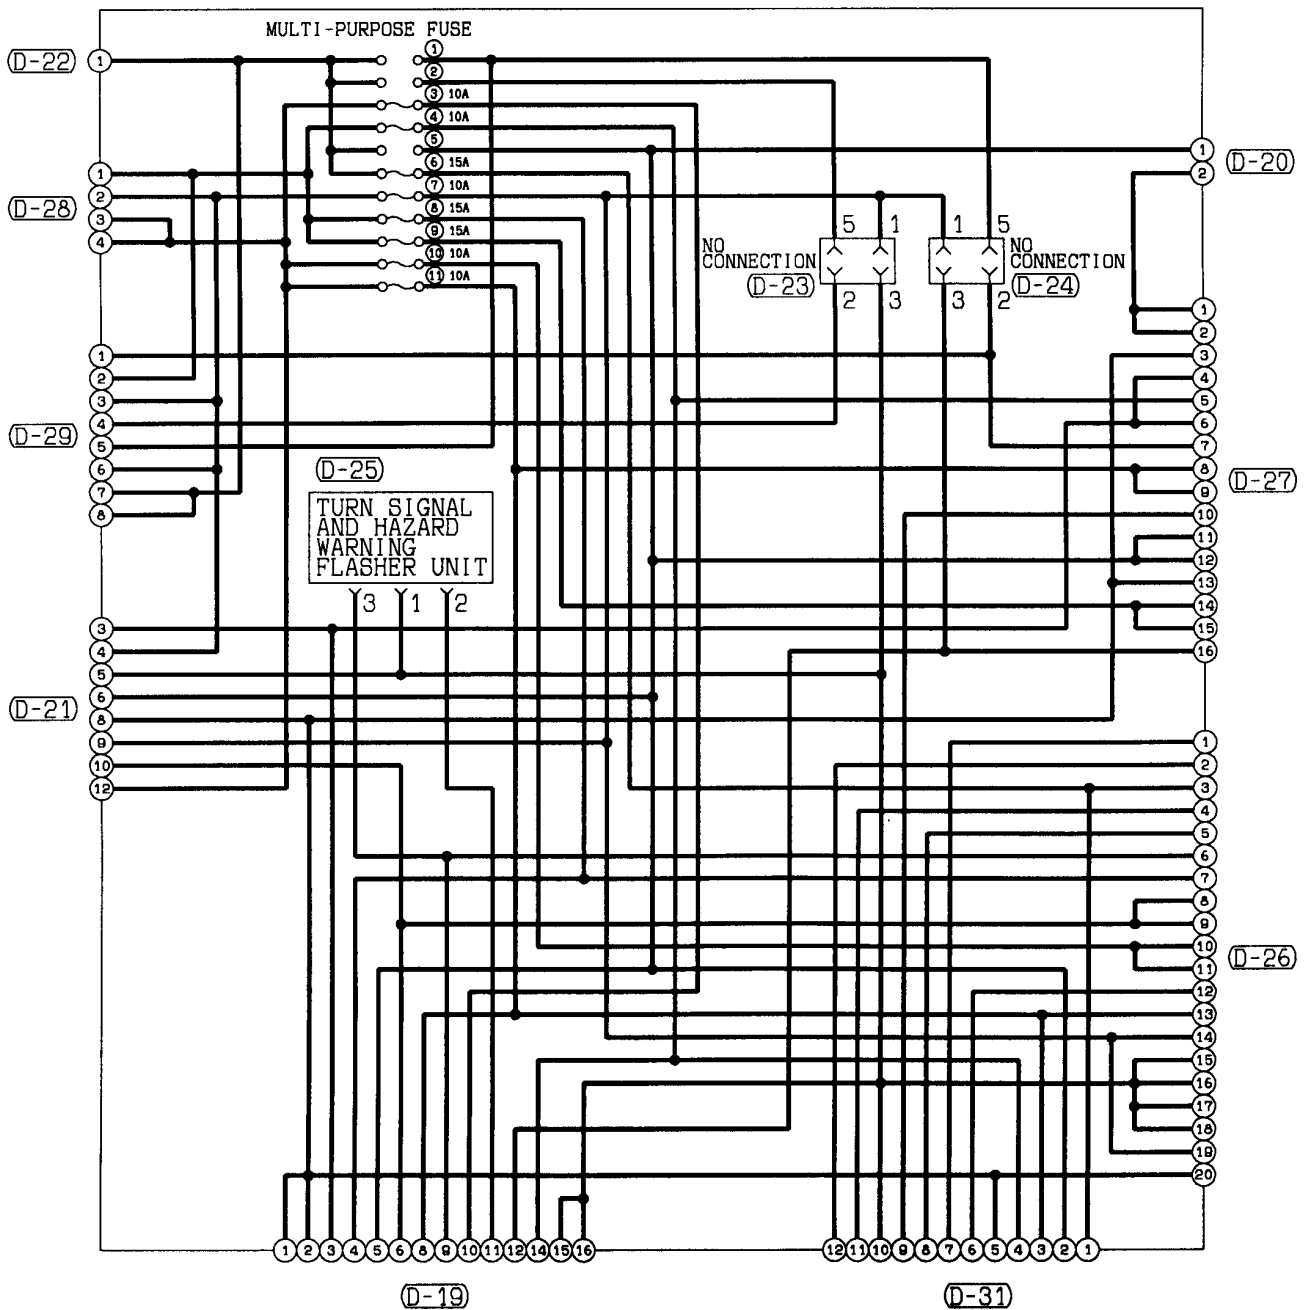 MULTI-PURPOSE FUSE
D-22
1
1
2
3 10A
4 10A
5
6 15A
7 10A
8 15A
9 15A
10 10A
11 10A
D-28
1
2
3
4
1
2
D-20
5 1
NO
CONNECTION
D-23
2 3
1 5
NO
CONNECTION
D-24
3 2
D-29
1
2
3
4
5
6
7
8
D-25
TURN SIGNAL
AND HAZARD
WARNING
FLASHER UNIT
3 1 2
1
2
3
4
5
6
7
8
9
10
11
12
13
14
15
16
D-27
D-21
3
4
5
6
8
9
10
12
1
2
3
4
5
6
7
8
9
10
11
12
13
14
15
16
17
18
19
20
D-26
1 2 3 4 5 6 8 9 10 11 12 14 15 16
D-19
12 11 10 9 8 7 6 5 4 3 2 1
D-31